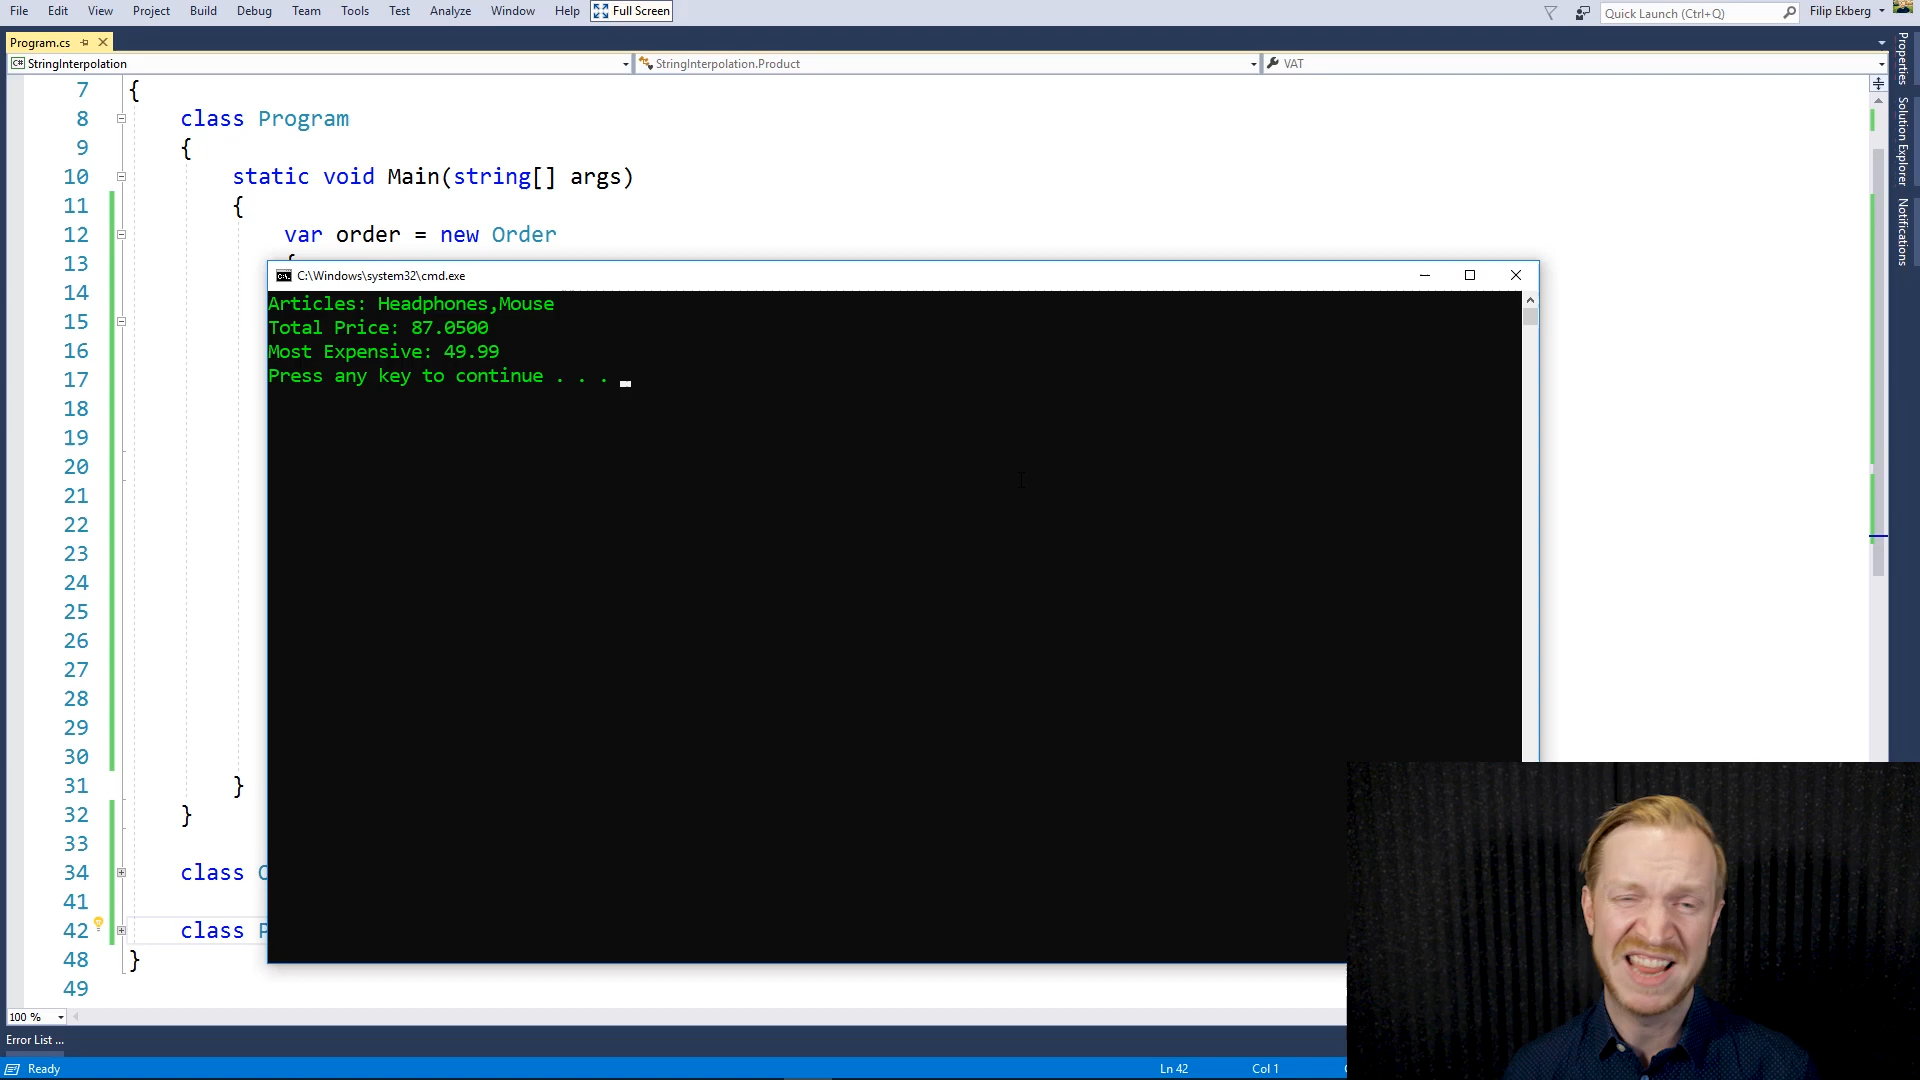 File Edit View Project Build Debug Team Tools Test Analyze Window Help Full Screen Quick Launch (Ctrl+Q) Filip Ekberg
Program.cs
C# StringInterpolation StringInterpolation.Product VAT
Properties
Solution Explorer
Notifications
7 {
8 class Program
9 {
10 static void Main(string[] args)
11 {
12 var order = new Order
13
14
15
16
17
18
19
20
21
22
23
24
25
26
27
28
29
30
31 }
32 }
33
34 class
41
42 class
48 }
49
C:\Windows\system32\cmd.exe
Articles: Headphones,Mouse
Total Price: 87.0500
Most Expensive: 49.99
Press any key to continue . . .
100 %
Error List ...
Ready Ln 42 Col 1